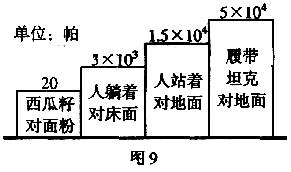 单位：帕
20
西瓜籽
对面粉
3×10³
人躺着
对床面
1.5×10⁴
人站着
对地面
5×10⁴
履带
坦克
对地面
图9